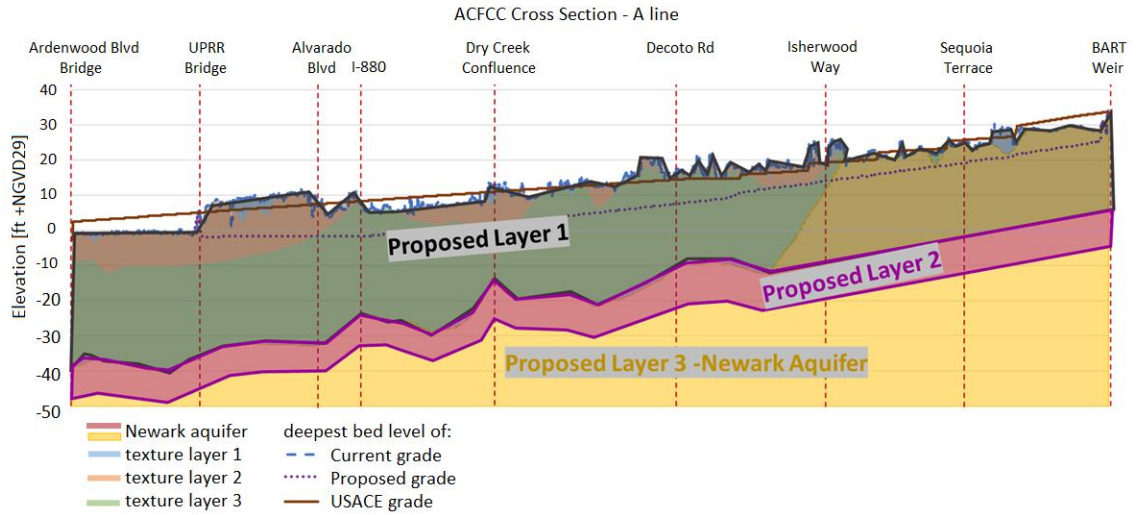 ACFCC Cross Section - A line
Ardenwood Blvd
Bridge
UPRR
Bridge
Alvarado
Blvd
I-880
Dry Creek
Confluence
Decoto Rd
Isherwood
Way
Sequoia
Terrace
BART
Weir
Elevation [ft +NGVD29]
40
30
20
10
0
-10
-20
-30
-40
-50
Proposed Layer 1
Proposed Layer 2
Proposed Layer 3 -Newark Aquifer
Newark aquifer
texture layer 1
texture layer 2
texture layer 3
deepest bed level of:
Current grade
Proposed grade
USACE grade